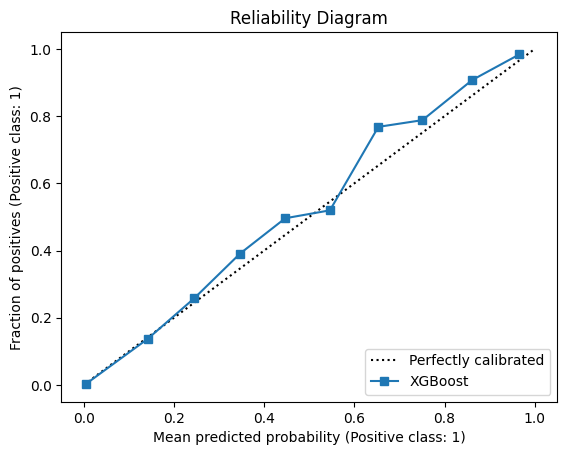 Reliability Diagram
Fraction of positives (Positive class: 1)
1.0
0.8
0.6
0.4
0.2
0.0
0.0 0.2 0.4 0.6 0.8 1.0
Mean predicted probability (Positive class: 1)
Perfectly calibrated
XGBoost